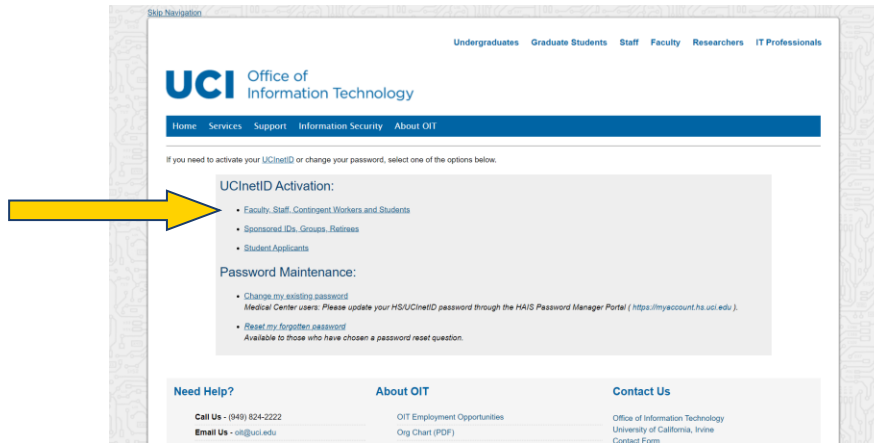 Skip Navigation
Undergraduates Graduate Students Staff Faculty Researchers IT Professionals
UCI Office of
Information Technology
Home Services Support Information Security About OIT
If you need to activate your UCInetID or change your password, select one of the options below.
UCInetID Activation:
• Faculty, Staff, Contingent Workers and Students
• Sponsored IDs, Groups, Retirees
• Student Applicants
Password Maintenance:
• Change my existing password
Medical Center users: Please update your HS/UCInetID password through the HAIS Password Manager Portal ( https://myaccount.hs.uci.edu ).
• Reset my forgotten password
Available to those who have chosen a password reset question.
Need Help?
Call Us - (949) 824-2222
Email Us - oit@uci.edu
About OIT
OIT Employment Opportunities
Org Chart (PDF)
Contact Us
Office of Information Technology
University of California, Irvine
Contact Form